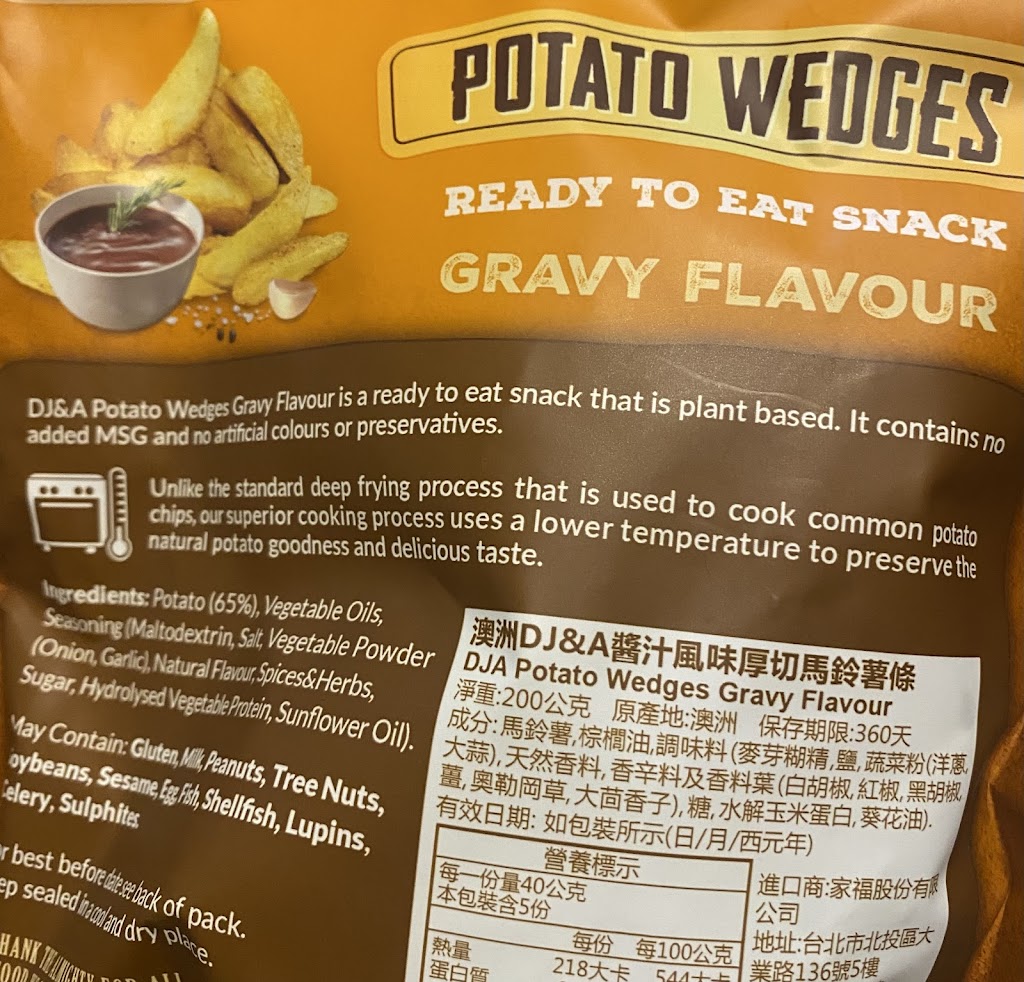 POTATO WEDGES
READY TO EAT SNACK
GRAVY FLAVOUR
DJ&A Potato Wedges Gravy Flavour is a ready to eat snack that is plant based. It contains no
added MSG and no artificial colours or preservatives.
Unlike the standard deep frying process that is used to cook common potato
chips, our superior cooking process uses a lower temperature to preserve the
natural potato goodness and delicious taste.
Ingredients: Potato (65%), Vegetable Oils,
Seasoning (Maltodextrin, Salt, Vegetable Powder
(Onion, Garlic), Natural Flavour, Spices&Herbs,
Sugar, Hydrolysed Vegetable Protein, Sunflower Oil).
May Contain: Gluten, Milk, Peanuts, Tree Nuts,
oybeans, Sesame, Egg, Fish, Shellfish, Lupins,
elery, Sulphites
r best before date see back of pack.
ep sealed in a cool and dry place.
HANK THE ALMIGHTY FOR ALL
澳洲DJ&A醬汁風味厚切馬鈴薯條
DJA Potato Wedges Gravy Flavour
淨重:200公克 原產地:澳洲 保存期限:360天
成分:馬鈴薯,棕櫚油,調味料(麥芽糊精,鹽,蔬菜粉(洋蔥,
大蒜),天然香料,香辛料及香料葉(白胡椒,紅椒,黑胡椒,
薑,奧勒岡草,大茴香子),糖,水解玉米蛋白,葵花油).
有效日期: 如包裝所示(日/月/西元年)
營養標示
每一份量40公克
本包裝含5份
每份 每100公克
熱量 218大卡 544大卡
蛋白質
進口商:家福股份有限
公司
地址:台北市北投區大
業路136號5樓